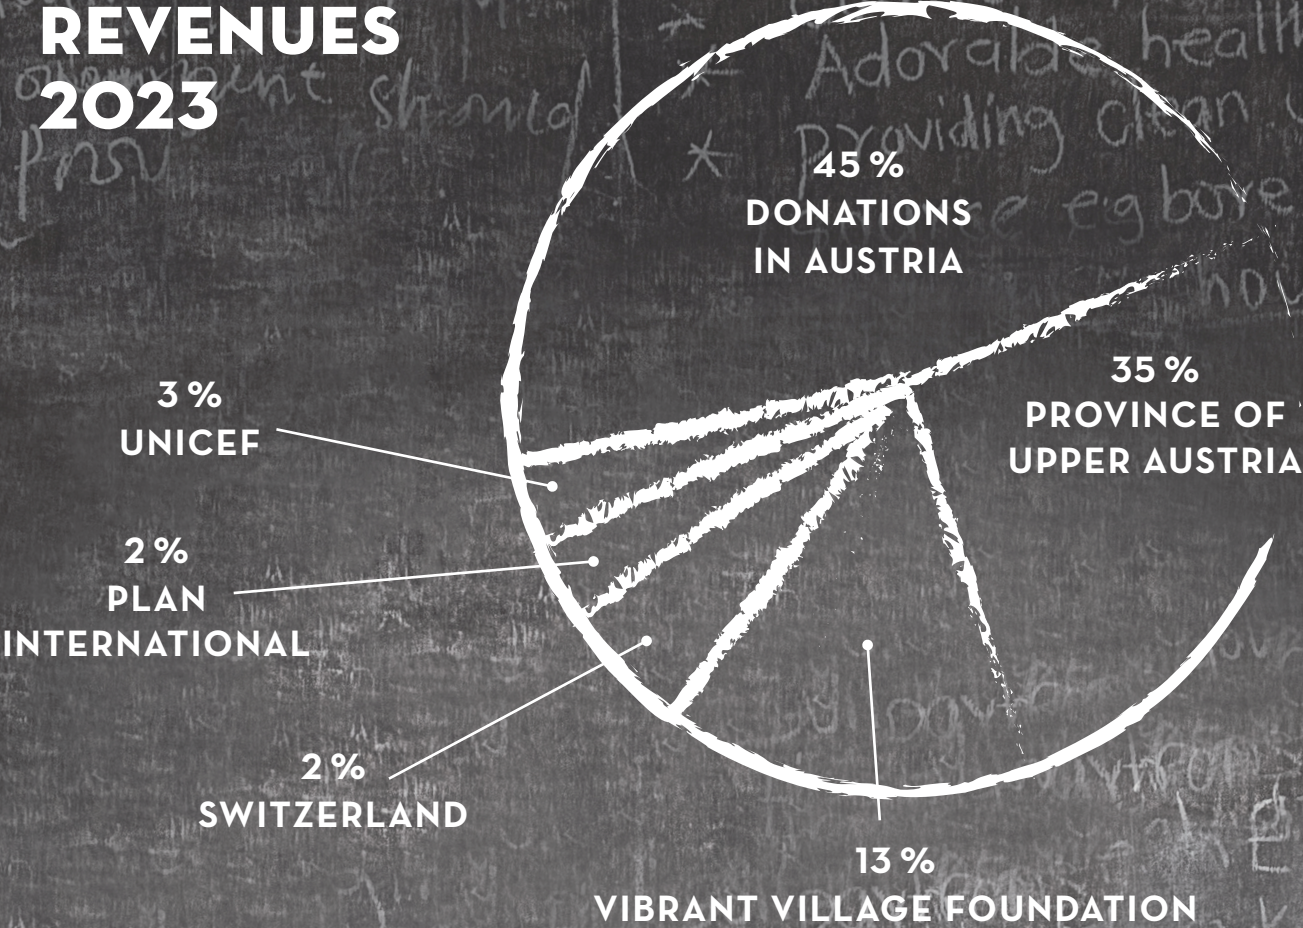 REVENUES
2023
Adorable health
Providing clean
e.g bore
45 %
DONATIONS
IN AUSTRIA
35 %
PROVINCE OF
UPPER AUSTRIA
3 %
UNICEF
2 %
PLAN
INTERNATIONAL
2 %
SWITZERLAND
13 %
VIBRANT VILLAGE FOUNDATION